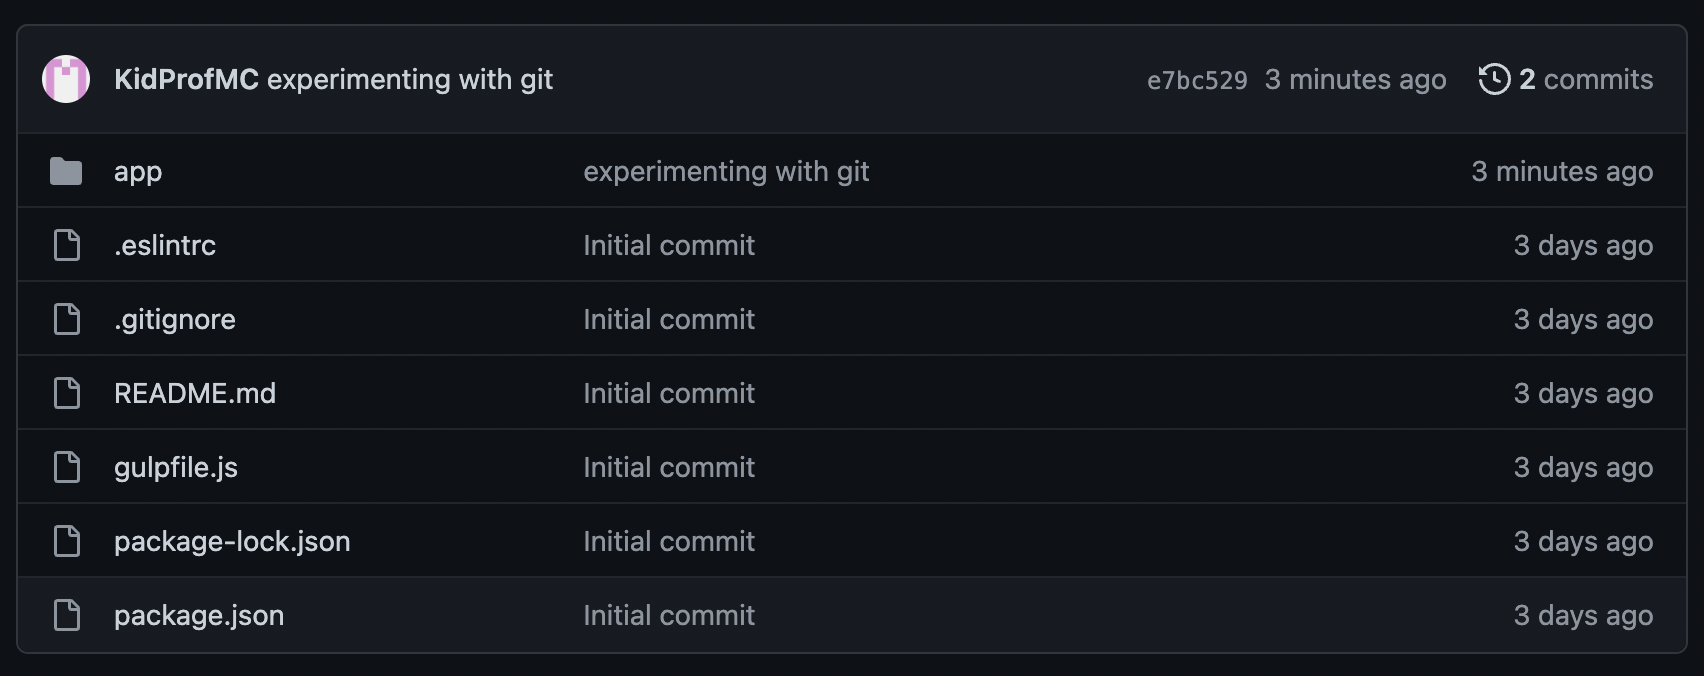 KidProfMC experimenting with git e7bc529 3 minutes ago 2 commits
app experimenting with git 3 minutes ago
.eslintrc Initial commit 3 days ago
.gitignore Initial commit 3 days ago
README.md Initial commit 3 days ago
gulpfile.js Initial commit 3 days ago
package-lock.json Initial commit 3 days ago
package.json Initial commit 3 days ago